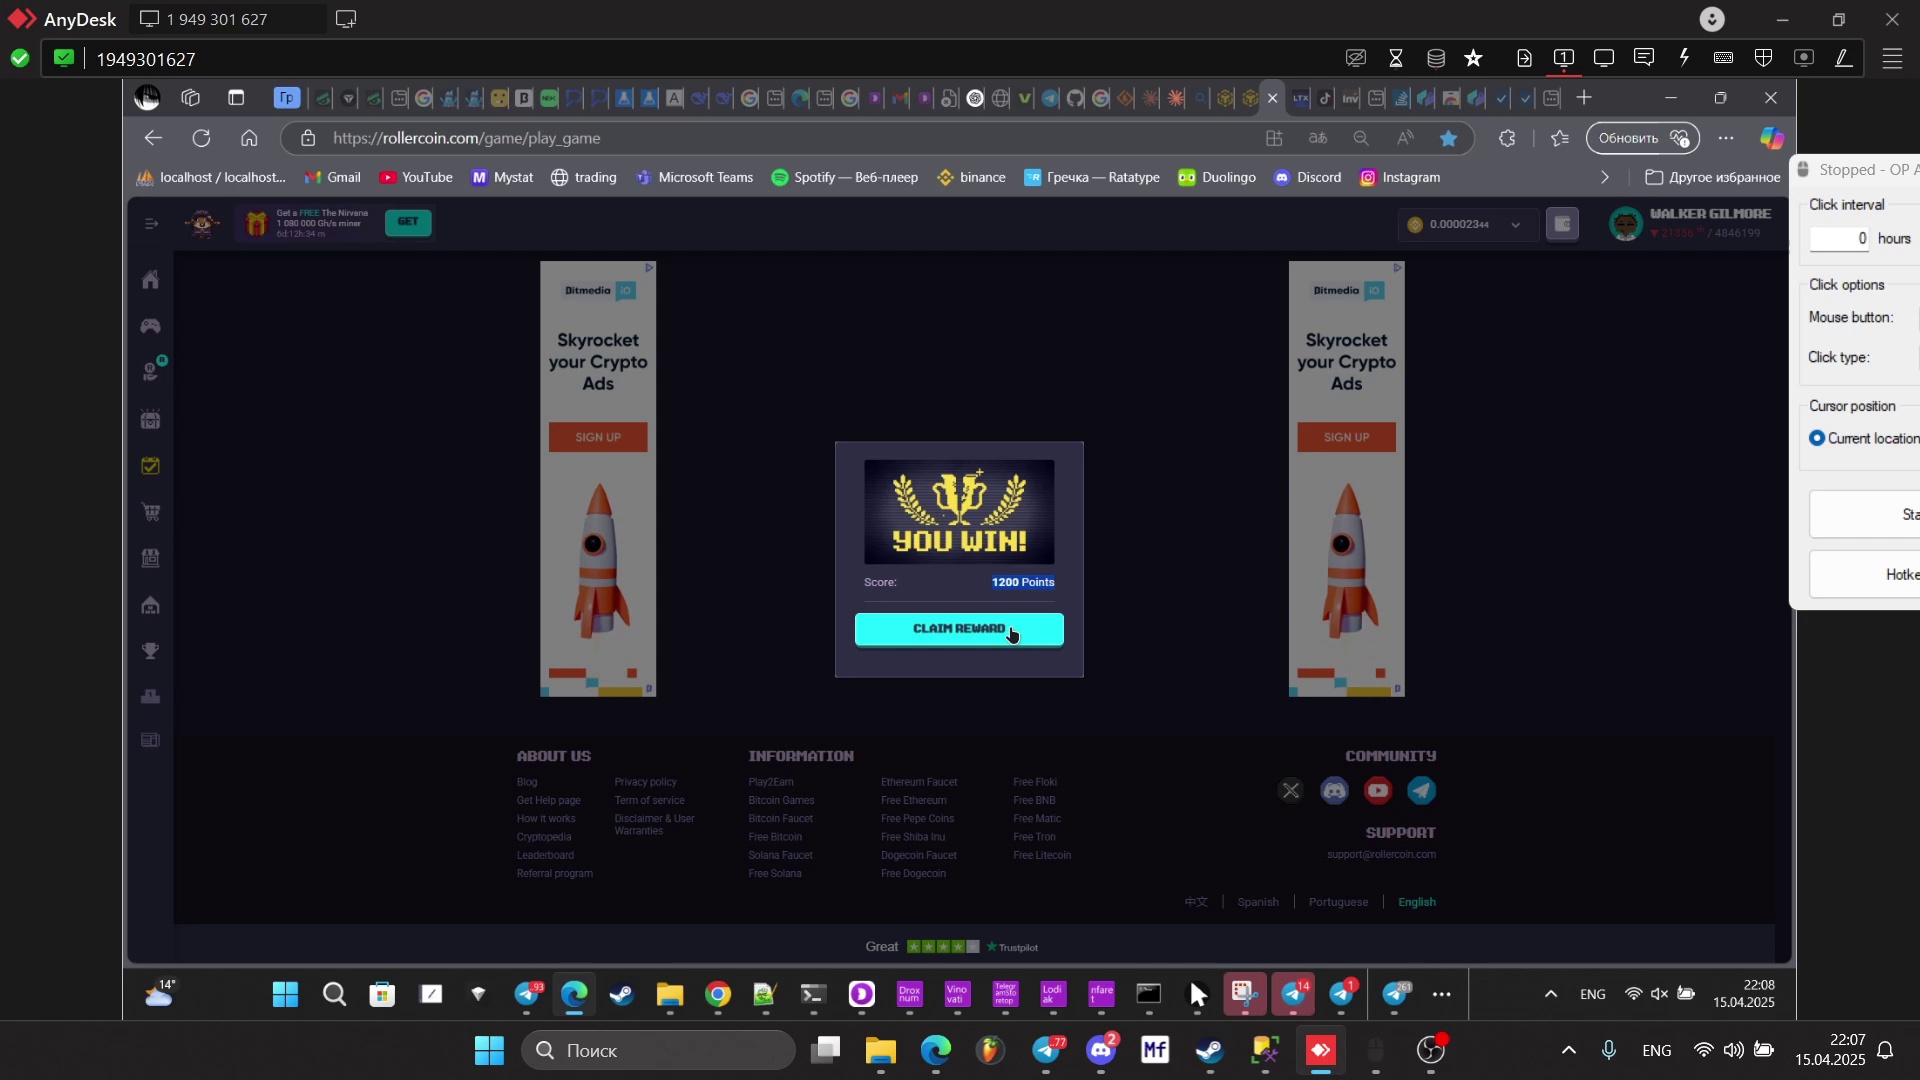 AnyDesk
1 949 301 627
1949301627
Гр
https://rollercoin.com/game/play_game
Обновить
localhost / localhost...
Gmail
YouTube
Mystat
trading
Microsoft Teams
Spotify — Веб-плеер
binance
Гречка — Ratatype
Duolingo
Discord
Instagram
Другое избранное
Stopped - OP A
Click interval
0 hours
Click options
Mouse button:
Click type:
Cursor position
Current location
Sta
Hotke
Get a FREE The Nirvana
1 080 000 Gh/s miner
6d:12h:34 m
GET
WALKER GILMORE
/ 4846199
Bitmedia IO
Skyrocket
your Crypto
Ads
SIGN UP
Bitmedia IO
Skyrocket
your Crypto
Ads
SIGN UP
YOU WIN!
Score: 1200 Points
CLAIM REWARD
ABOUT US
Blog
Get Help page
How it works
Cryptopedia
Leaderboard
Referral program
Privacy policy
Term of service
Disclaimer & User
Warranties
INFORMATION
Play2Earn
Bitcoin Games
Bitcoin Faucet
Free Bitcoin
Solana Faucet
Free Solana
Ethereum Faucet
Free Ethereum
Free Pepe Coins
Free Shiba Inu
Dogecoin Faucet
Free Dogecoin
Free Floki
Free BNB
Free Matic
Free Tron
Free Litecoin
COMMUNITY
SUPPORT
support@rollercoin.com
中文
Spanish
Portuguese
English
Great
Trustpilot
14°
93
14
1
261
ENG
22:08
15.04.2025
Поиск
..77
2
Mf
ENG
22:07
15.04.2025